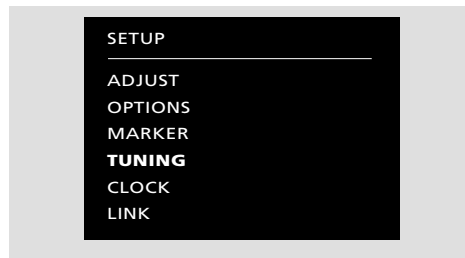 SETUP
ADJUST
OPTIONS
MARKER
TUNING
CLOCK
LINK